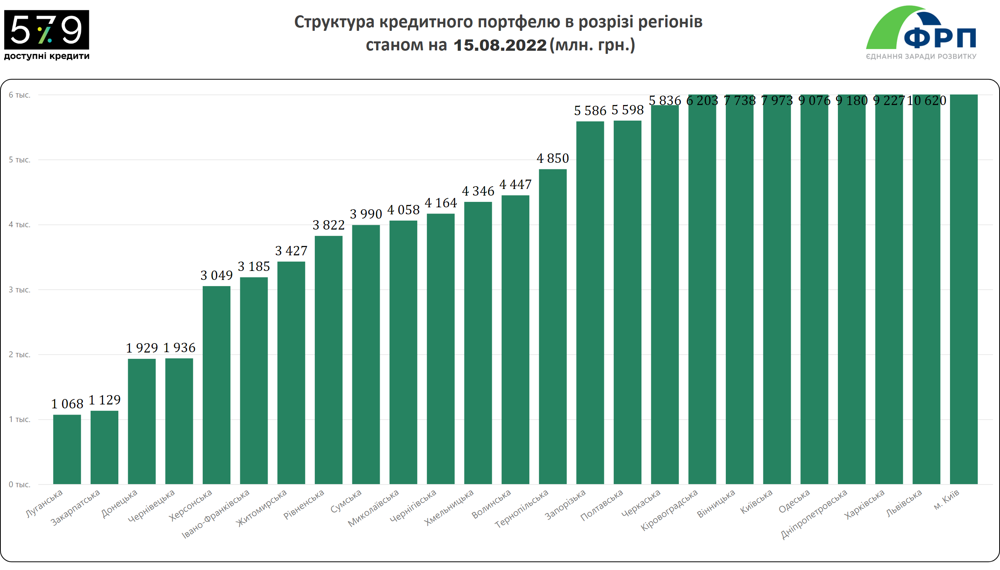 5%9
доступні кредити
Структура кредитного портфелю в розрізі регіонів
станом на 15.08.2022 (млн. грн.)
ФРП
ЄДНАННЯ ЗАРАДИ РОЗВИТКУ
6 тыс.
5 тыс.
4 тыс.
3 тыс.
2 тыс.
1 тыс.
0 тыс.
1 068
1 129
1 929
1 936
3 049
3 185
3 427
3 822
3 990
4 058
4 164
4 346
4 447
4 850
5 586
5 598
5 836
6 203
7 738
7 973
9 076
9 180
9 227
10 620
Луганська
Закарпатська
Донецька
Чернівецька
Херсонська
Івано-Франківська
Житомирська
Рівненська
Сумська
Миколаївська
Чернігівська
Хмельницька
Волинська
Тернопільська
Запорізька
Полтавська
Черкаська
Кіровоградська
Вінницька
Київська
Одеська
Дніпропетровська
Харківська
Львівська
м. Київ